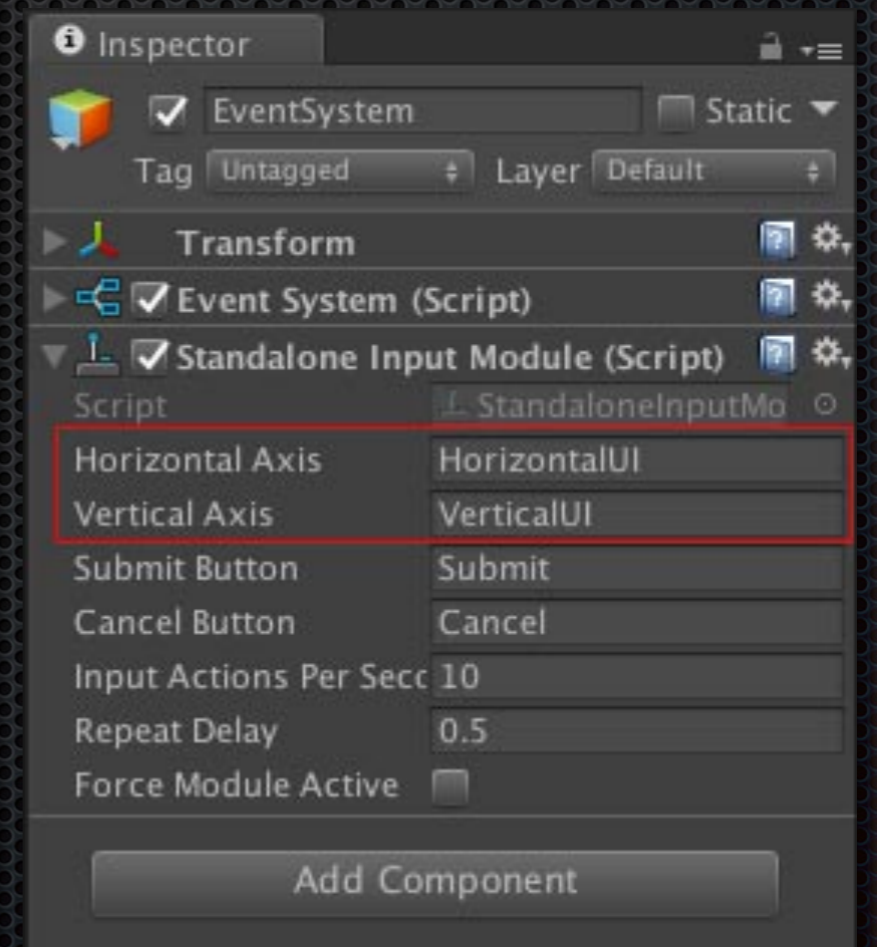 Inspector
EventSystem Static
Tag Untagged Layer Default
Transform
Event System (Script)
Standalone Input Module (Script)
Script StandaloneInputMo
Horizontal Axis HorizontalUI
Vertical Axis VerticalUI
Submit Button Submit
Cancel Button Cancel
Input Actions Per Sec 10
Repeat Delay 0.5
Force Module Active
Add Component